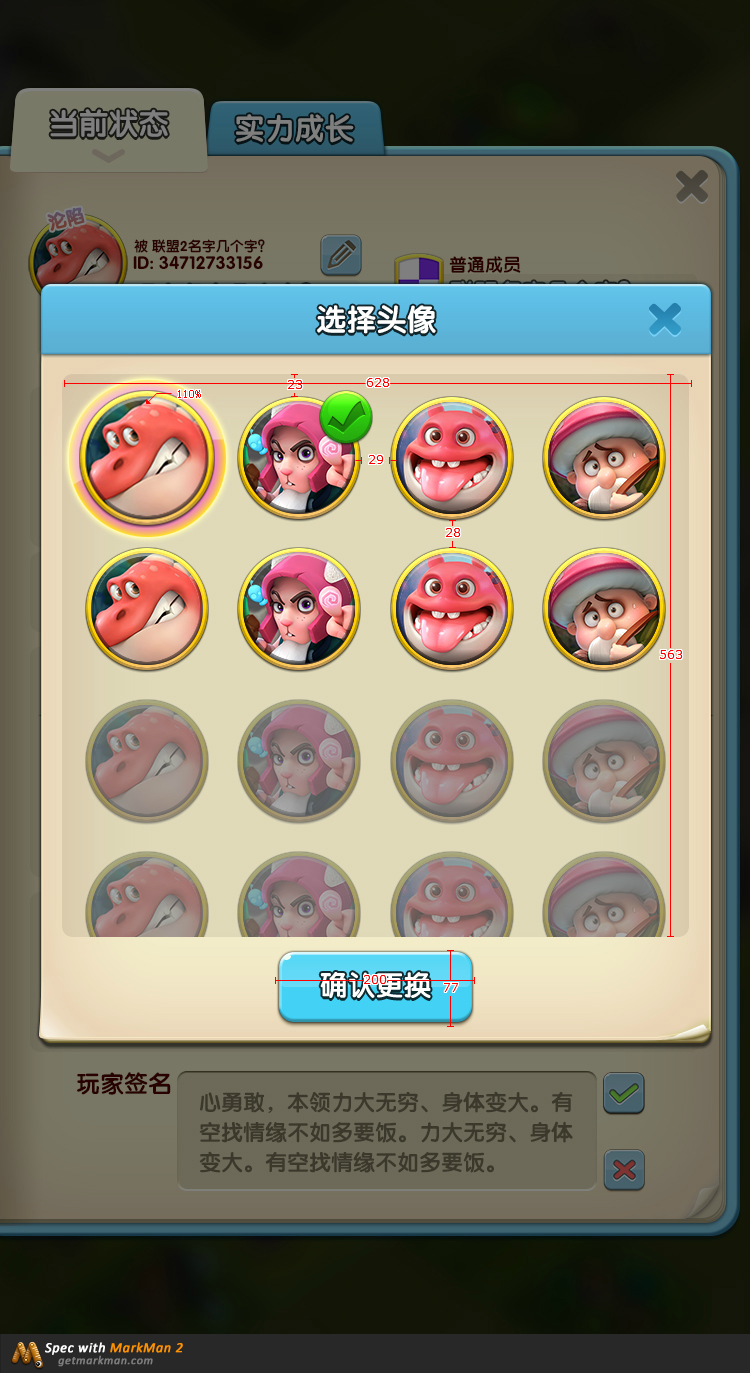 当前状态
实力成长
沦陷
被 联盟2名字几个字?
ID: 34712733156
普通成员
选择头像
628
23
110%
29
28
563
确认更换
200
77
玩家签名
心勇敢，本领力大无穷、身体变大。有
空找情缘不如多要饭。力大无穷、身体
变大。有空找情缘不如多要饭。
Spec with MarkMan 2
getmarkman.com